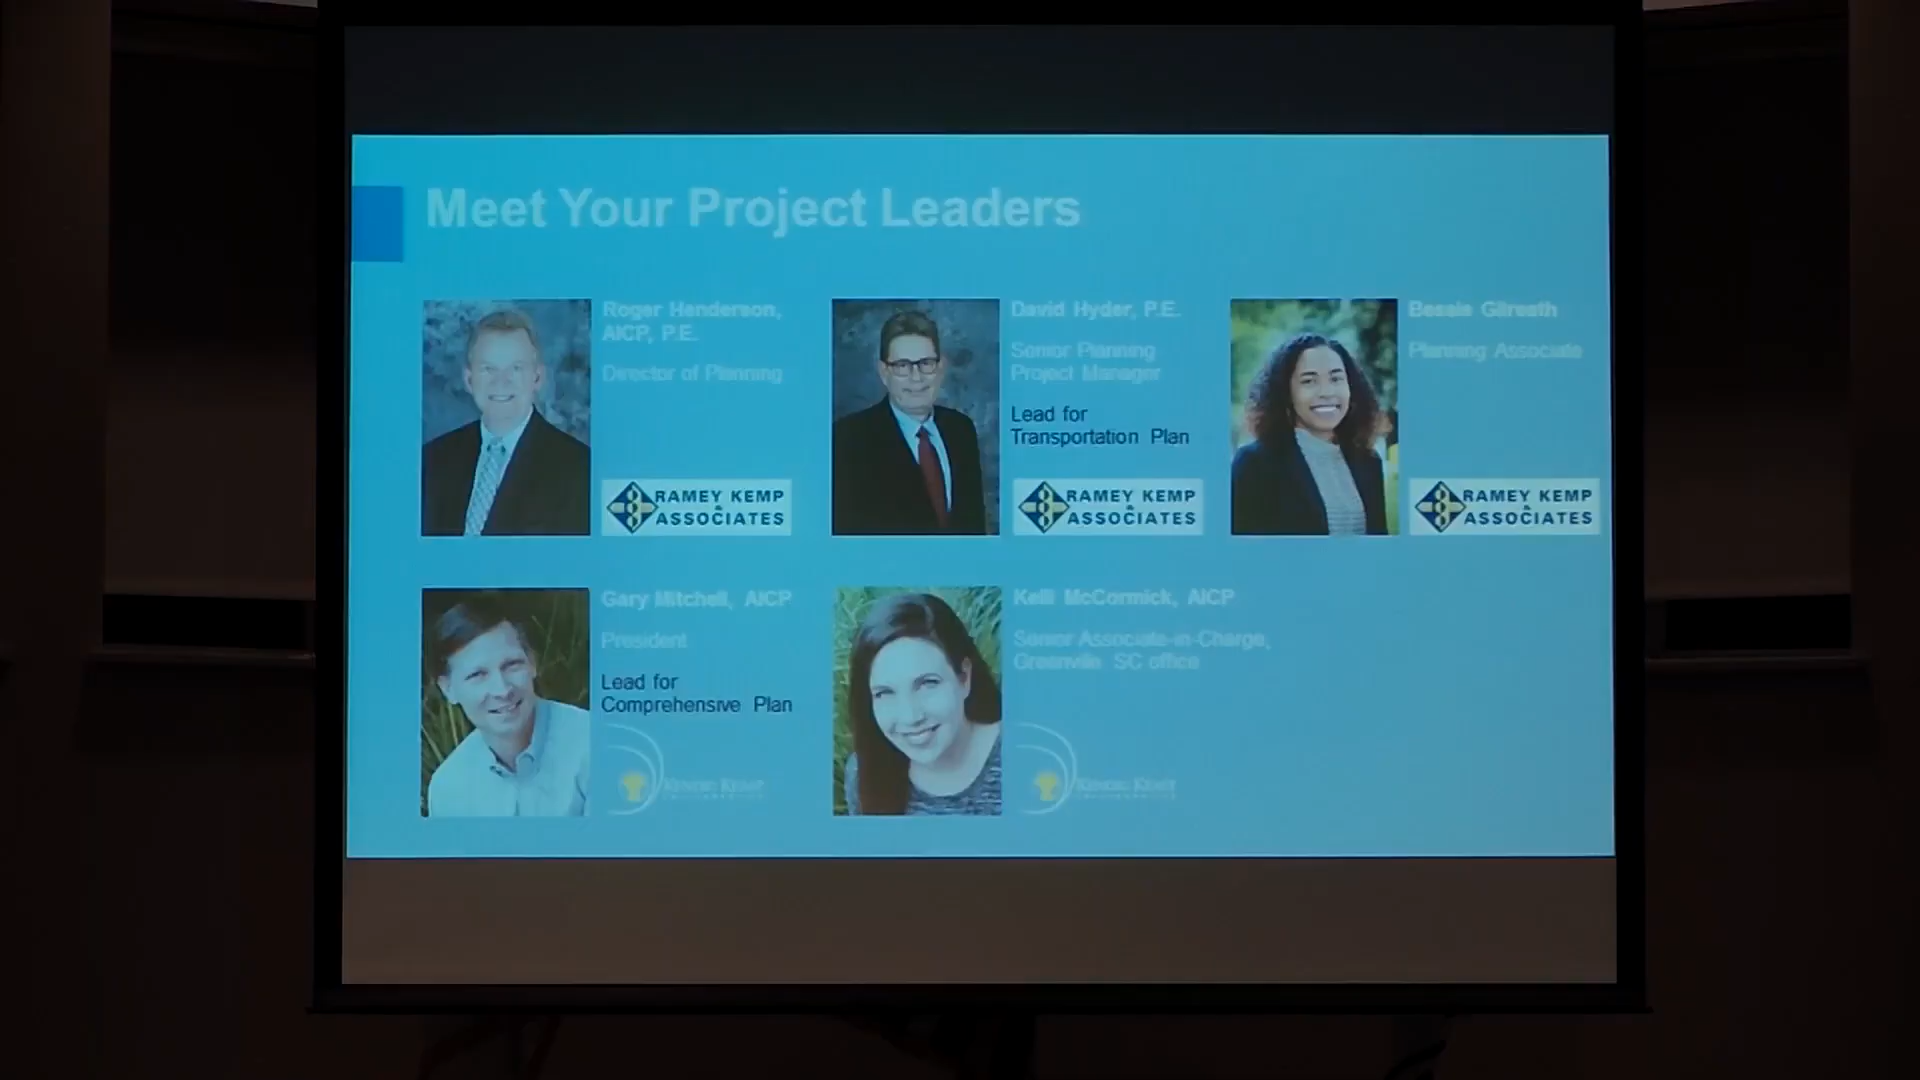 Meet Your Project Leaders
Roger Henderson,
AICP, P.E.
Director of Planning
RAMEY KEMP
&
ASSOCIATES
David Hyder, P.E.
Senior Planning
Project Manager
Lead for
Transportation Plan
RAMEY KEMP
&
ASSOCIATES
Bessie Gilreath
Planning Associate
RAMEY KEMP
&
ASSOCIATES
Gary Mitchell, AICP
President
Lead for
Comprehensive Plan
Kelli McCormick, AICP
Senior Associate-in-Charge,
Greenville SC office